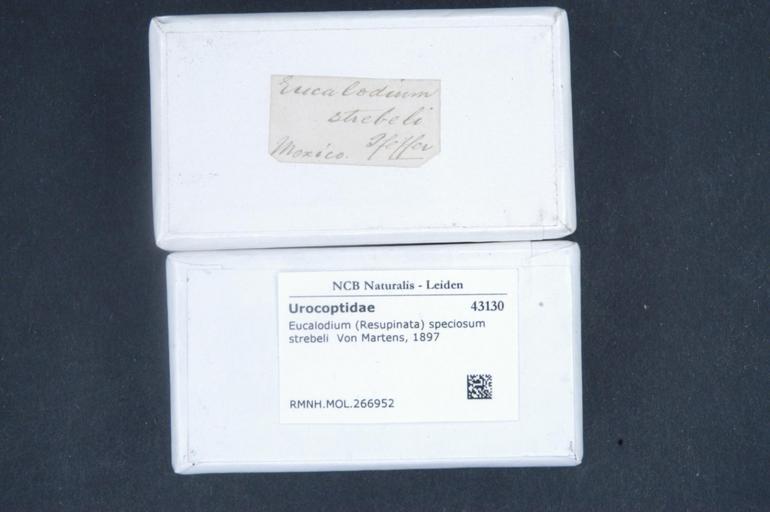 Eucalodium
strebeli
Mexico. Pfeffer
NCB Naturalis - Leiden
Urocoptidae 43130
Eucalodium (Resupinata) speciosum
strebeli Von Martens, 1897
RMNH.MOL.266952